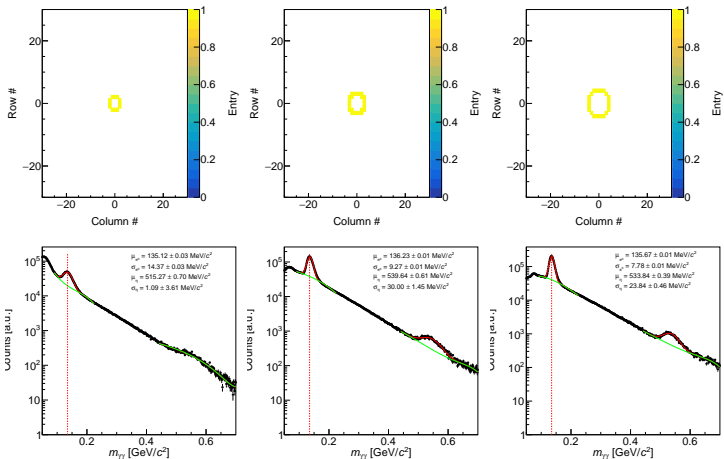 Row #
20
0
−20
−20 0 20
Column #
1
0.8
0.6
0.4
0.2
0
Entry
Row #
20
0
−20
−20 0 20
Column #
1
0.8
0.6
0.4
0.2
0
Entry
Row #
20
0
−20
−20 0 20
Column #
1
0.8
0.6
0.4
0.2
0
Entry
Counts [a.u.]
10⁵
10⁴
10³
10²
10
1
μπ⁰ = 135.12 ± 0.03 MeV/c²
σπ⁰ = 14.37 ± 0.03 MeV/c²
μη = 515.27 ± 0.70 MeV/c²
ση = 1.09 ± 3.61 MeV/c²
0.2 0.4 0.6
mγγ [GeV/c²]
Counts [a.u.]
10⁵
10⁴
10³
10²
10
1
μπ⁰ = 136.23 ± 0.01 MeV/c²
σπ⁰ = 9.27 ± 0.01 MeV/c²
μη = 539.64 ± 0.61 MeV/c²
ση = 30.00 ± 1.45 MeV/c²
0.2 0.4 0.6
mγγ [GeV/c²]
Counts [a.u.]
10⁵
10⁴
10³
10²
10
1
μπ⁰ = 135.67 ± 0.01 MeV/c²
σπ⁰ = 7.78 ± 0.01 MeV/c²
μη = 533.84 ± 0.39 MeV/c²
ση = 23.84 ± 0.46 MeV/c²
0.2 0.4 0.6
mγγ [GeV/c²]